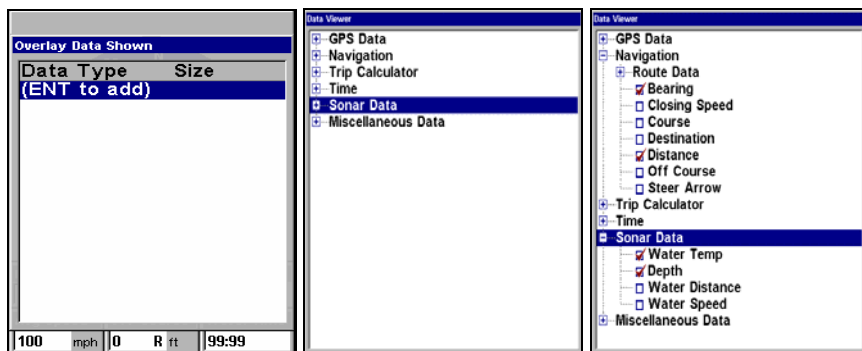 Overlay Data Shown
Data Type Size
(ENT to add)
100 mph 0 R ft 99:99
Data Viewer
GPS Data
Navigation
Trip Calculator
Time
Sonar Data
Miscellaneous Data
Data Viewer
GPS Data
Navigation
Route Data
Bearing
Closing Speed
Course
Destination
Distance
Off Course
Steer Arrow
Trip Calculator
Time
Sonar Data
Water Temp
Depth
Water Distance
Water Speed
Miscellaneous Data